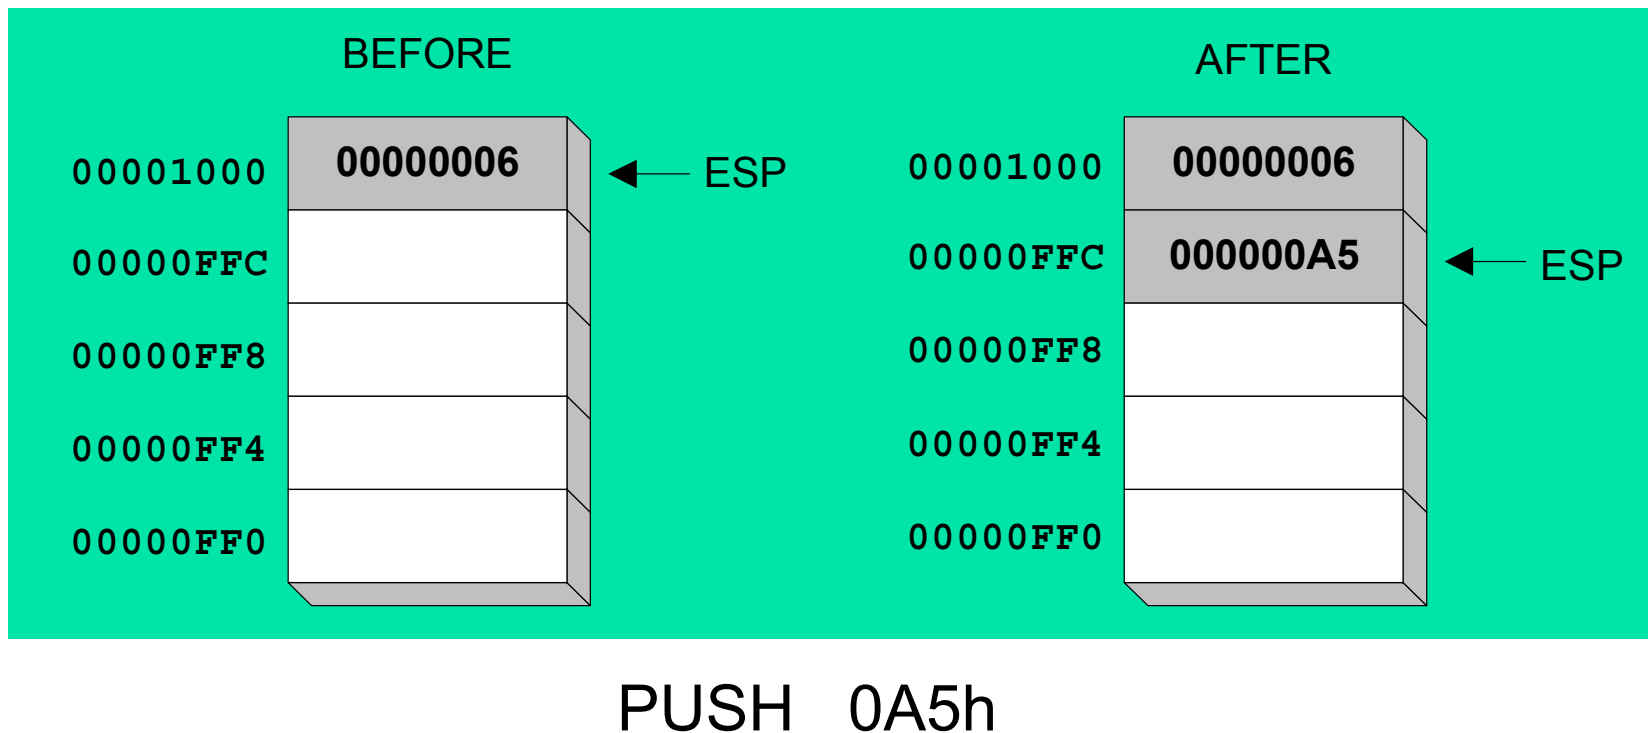 BEFORE AFTER
00001000 00000006 ESP 00001000 00000006
00000FFC 00000FFC 000000A5 ESP
00000FF8 00000FF8
00000FF4 00000FF4
00000FF0 00000FF0
PUSH 0A5h